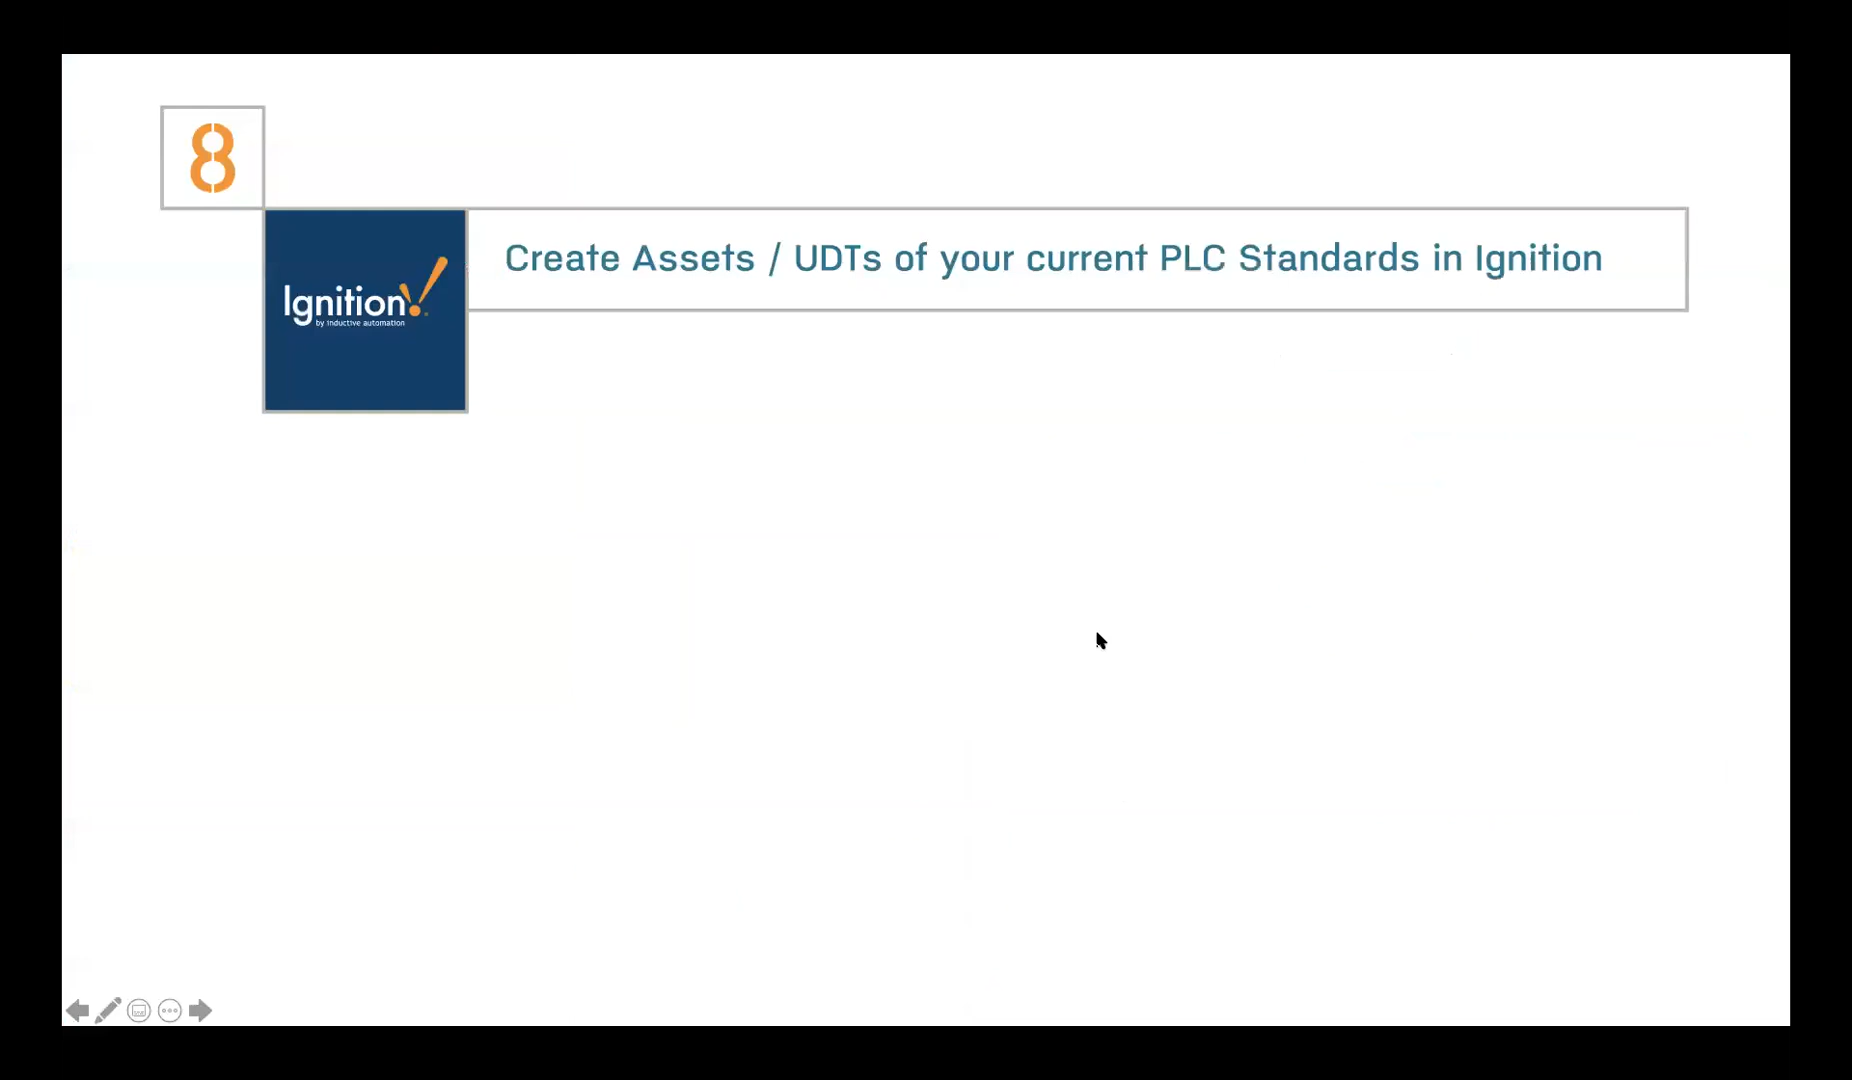 8
Create Assets / UDTs of your current PLC Standards in Ignition
Ignition!
by inductive automation